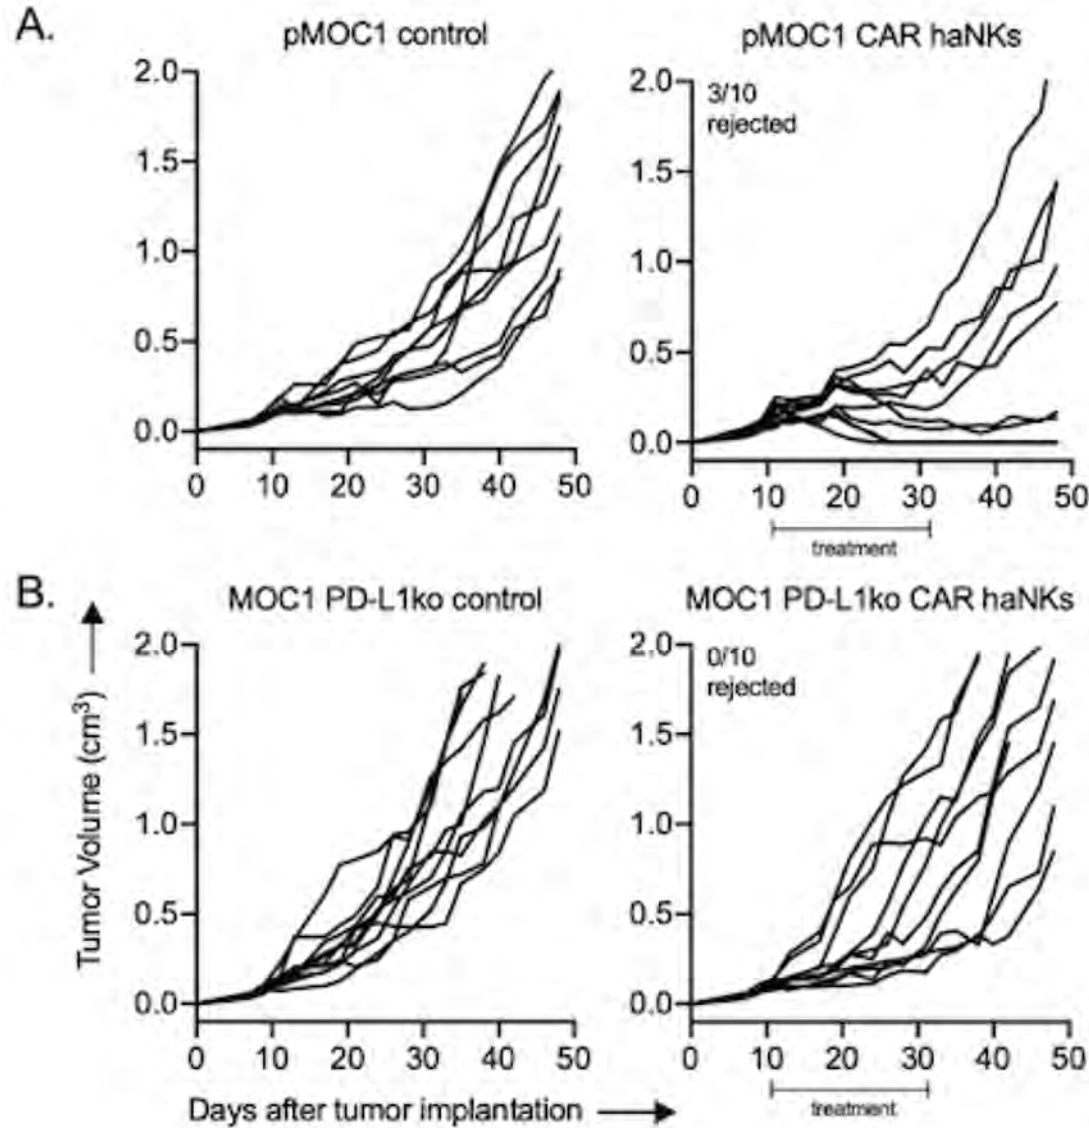 A.
pMOC1 control
2.0
1.5
1.0
0.5
0.0
0 10 20 30 40 50
pMOC1 CAR haNKs
3/10
rejected
2.0
1.5
1.0
0.5
0.0
0 10 20 30 40 50
treatment
B.
MOC1 PD-L1ko control
Tumor Volume (cm³)
2.0
1.5
1.0
0.5
0.0
0 10 20 30 40 50
MOC1 PD-L1ko CAR haNKs
0/10
rejected
2.0
1.5
1.0
0.5
0.0
0 10 20 30 40 50
treatment
Days after tumor implantation